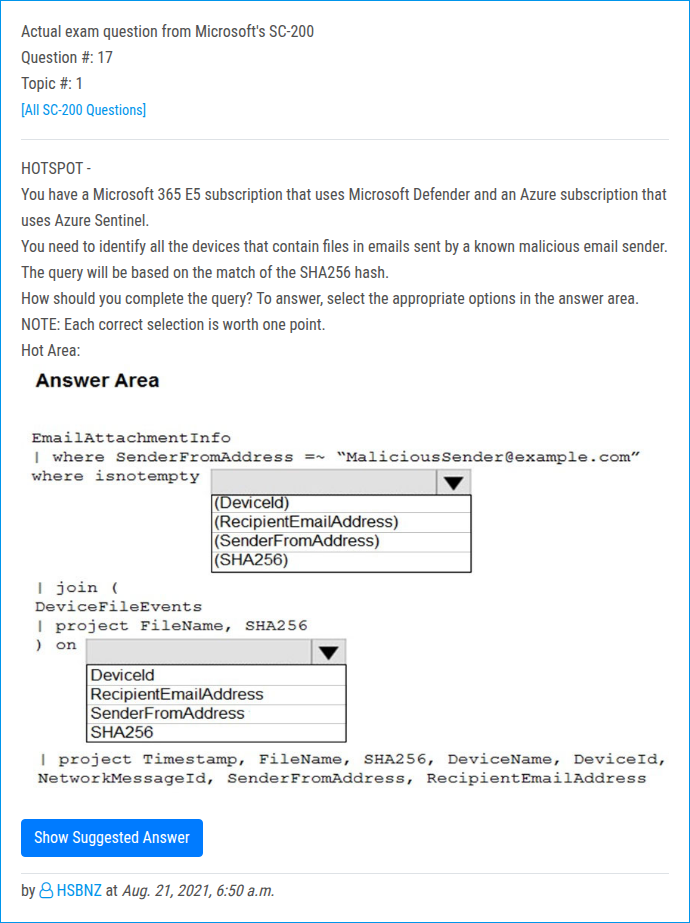 Actual exam question from Microsoft's SC-200
Question #: 17
Topic #: 1
[All SC-200 Questions]
HOTSPOT -
You have a Microsoft 365 E5 subscription that uses Microsoft Defender and an Azure subscription that
uses Azure Sentinel.
You need to identify all the devices that contain files in emails sent by a known malicious email sender.
The query will be based on the match of the SHA256 hash.
How should you complete the query? To answer, select the appropriate options in the answer area.
NOTE: Each correct selection is worth one point.
Hot Area:
Answer Area
EmailAttachmentInfo
| where SenderFromAddress =~ “MaliciousSender@example.com”
where isnotempty
(DeviceId)
(RecipientEmailAddress)
(SenderFromAddress)
(SHA256)
| join (
DeviceFileEvents
| project FileName, SHA256
) on
DeviceId
RecipientEmailAddress
SenderFromAddress
SHA256
| project Timestamp, FileName, SHA256, DeviceName, DeviceId,
NetworkMessageId, SenderFromAddress, RecipientEmailAddress
Show Suggested Answer
by HSBNZ at Aug. 21, 2021, 6:50 a.m.